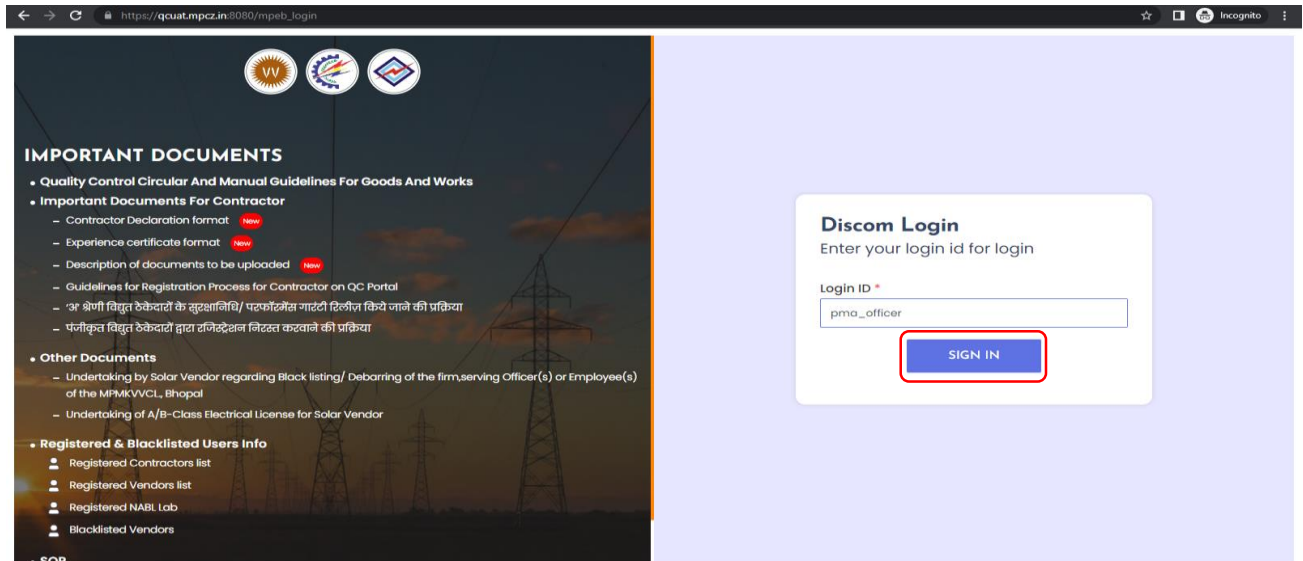 https://qcuat.mpcz.in:8080/mpeb_login
Incognito
VV
IMPORTANT DOCUMENTS
• Quality Control Circular And Manual Guidelines For Goods And Works
• Important Documents For Contractor
– Contractor Declaration format New
– Experience certificate format New
– Description of documents to be uploaded New
– Guidelines for Registration Process for Contractor on QC Portal
– 'अ' श्रेणी विद्युत ठेकेदारों के सुरक्षानिधि/ परफॉरमेंस गारंटी रिलीज़ किये जाने की प्रक्रिया
– पंजीकृत विद्युत ठेकेदारों द्वारा रजिस्ट्रेशन निरस्त करवाने की प्रक्रिया
• Other Documents
– Undertaking by Solar Vendor regarding Black listing/ Debarring of the firm,serving Officer(s) or Employee(s)
of the MPMKVVCL, Bhopal
– Undertaking of A/B-Class Electrical License for Solar Vendor
• Registered & Blacklisted Users Info
Registered Contractors list
Registered Vendors list
Registered NABL Lab
Blacklisted Vendors
• SOP
Discom Login
Enter your login id for login
Login ID *
pma_officer
SIGN IN